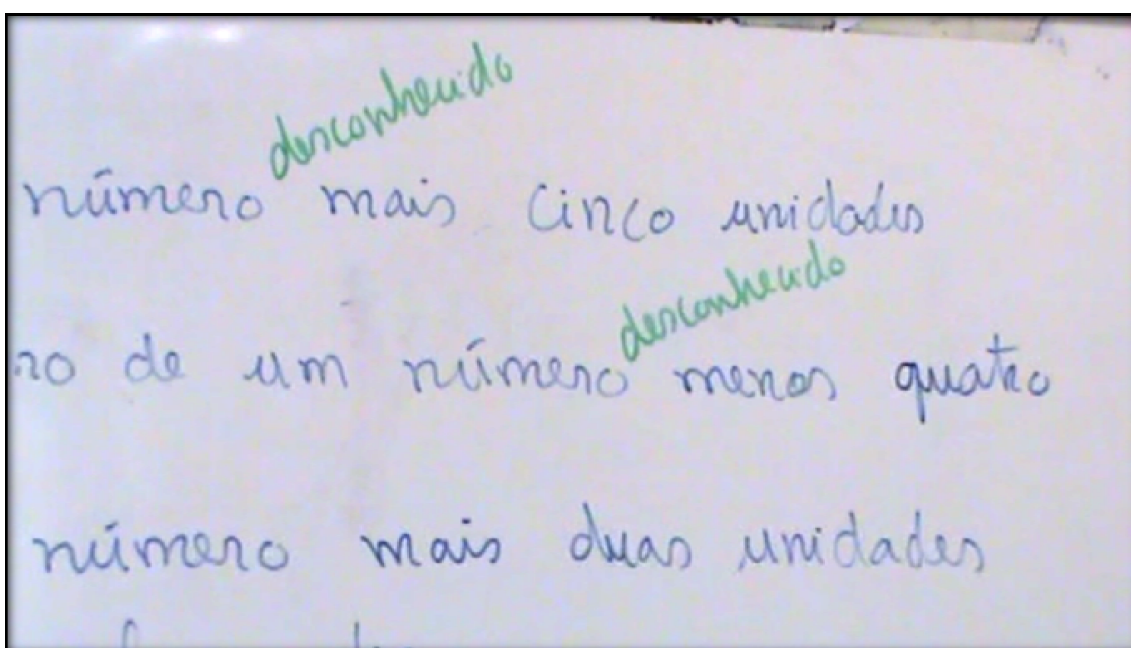 desconhecido
número mais cinco unidades
desconhecido
ro de um número menos quatro
número mais duas unidades